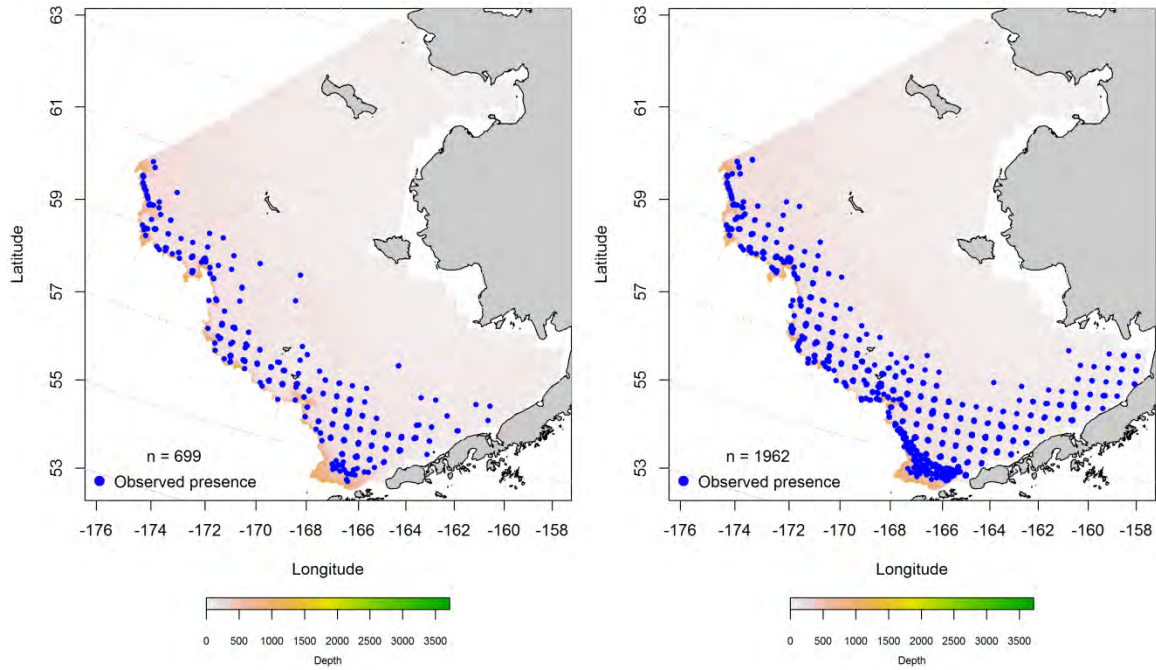 63
61
59
57
55
53
Latitude
n = 699
Observed presence
-176 -174 -172 -170 -168 -166 -164 -162 -160 -158
Longitude
0 500 1000 1500 2000 2500 3000 3500
Depth
63
61
59
57
55
53
Latitude
n = 1962
Observed presence
-176 -174 -172 -170 -168 -166 -164 -162 -160 -158
Longitude
0 500 1000 1500 2000 2500 3000 3500
Depth